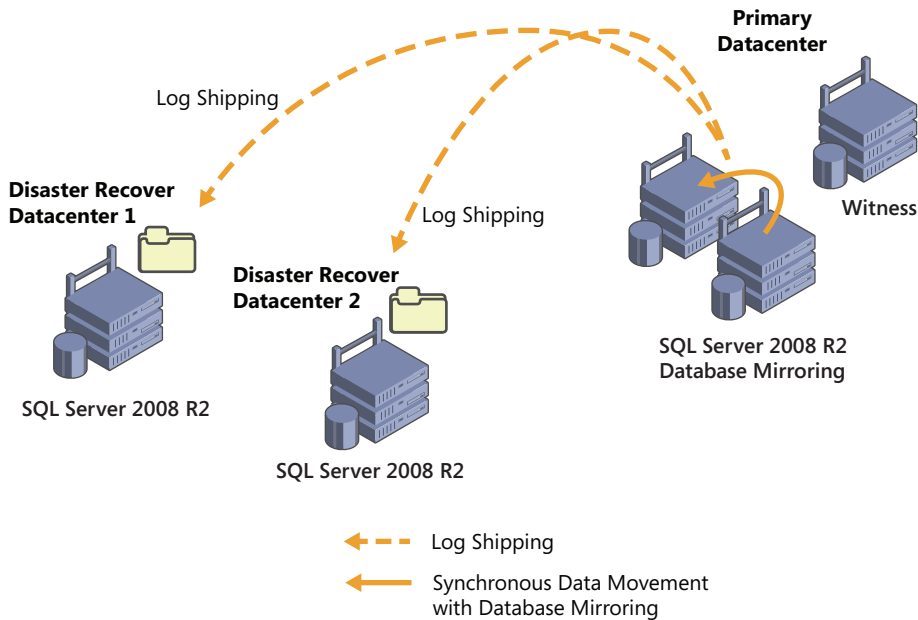 Primary
Datacenter
Log Shipping
Disaster Recover
Datacenter 1
Log Shipping
Witness
Disaster Recover
Datacenter 2
SQL Server 2008 R2
Database Mirroring
SQL Server 2008 R2
SQL Server 2008 R2
Log Shipping
Synchronous Data Movement
with Database Mirroring